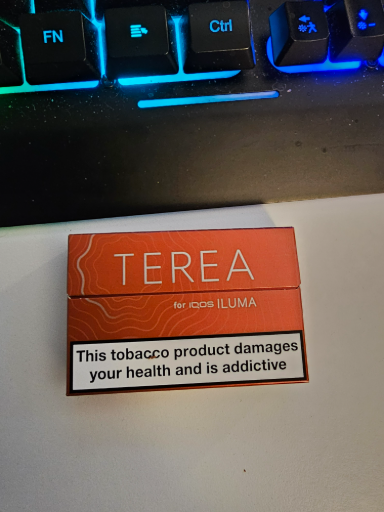 FN
Ctrl
TEREA
for IQOS ILUMA
This tobacco product damages
your health and is addictive